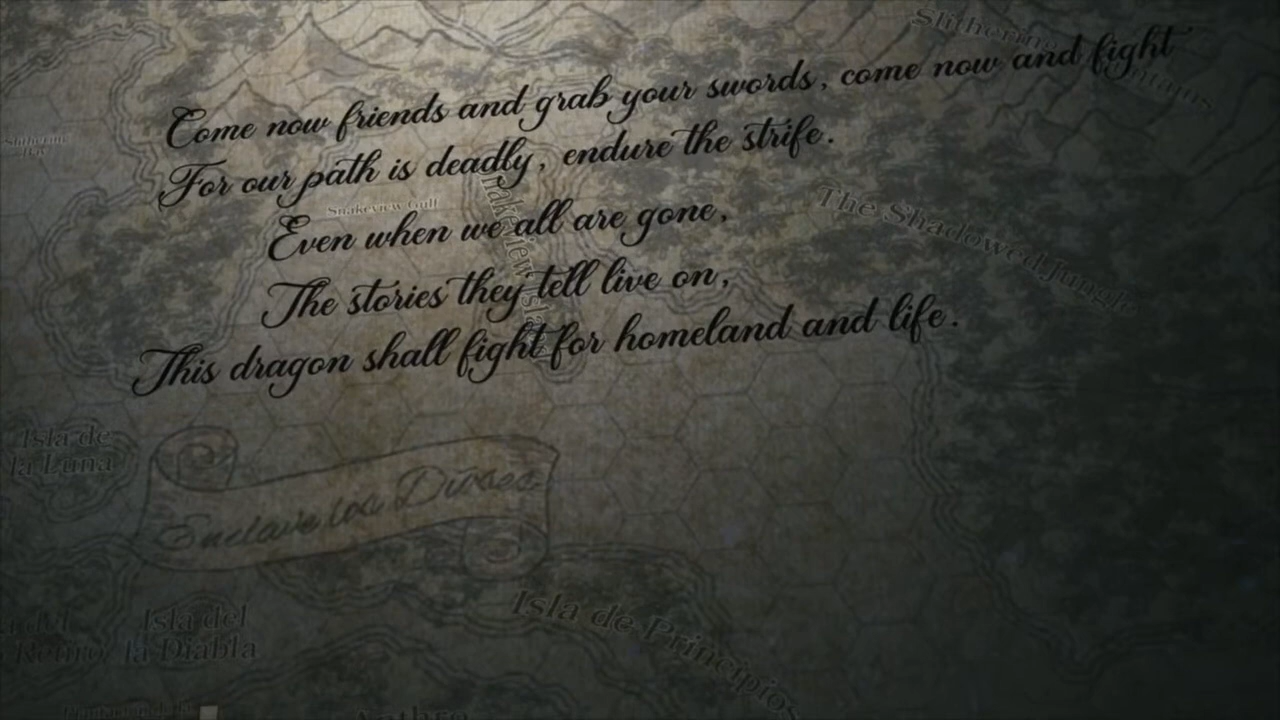 Come now friends and grab your swords, come now and fight
For our path is deadly, endure the strife.
Even when we all are gone,
The stories they tell live on,
This dragon shall fight for homeland and life.
Slithering
Snakeview Gulf
The Shadowed Jungle
Isla de
la Luna
Isla del
la Diabla
Isla de Principios